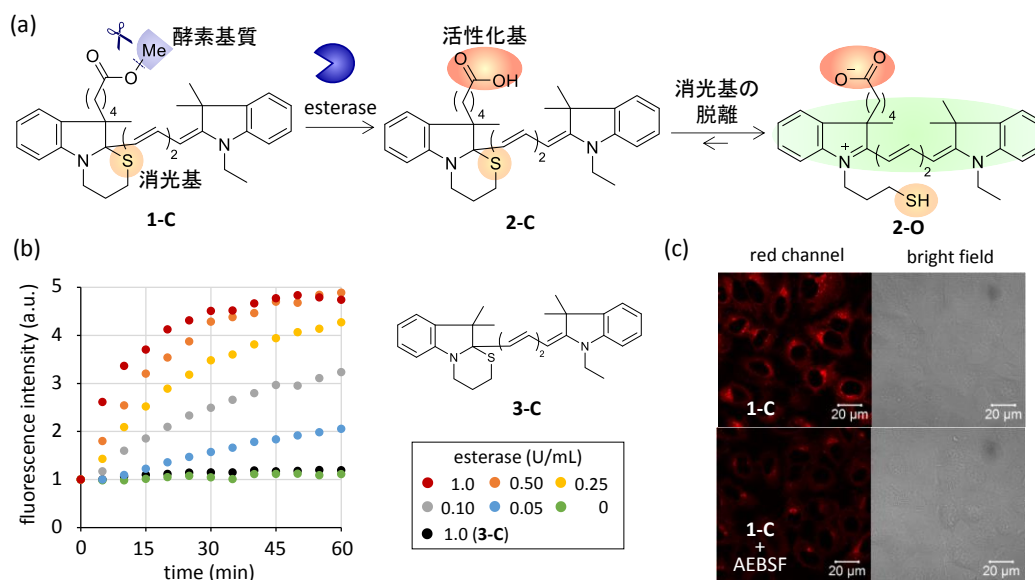 (a)
Me
酵素基質
O
O
4
N
S
2
N
消光基
1-C
esterase
活性化基
O
OH
4
N
S
2
N
2-C
消光基の
脱離
O
O−
4
N
+
2
N
SH
2-O
(b)
fluorescence intensity (a.u.)
5
4
3
2
1
0
0 15 30 45 60
time (min)
N
S
2
N
3-C
esterase (U/mL)
1.0 0.50 0.25
0.10 0.05 0
1.0 (3-C)
(c)
red channel bright field
1-C
20 μm
20 μm
1-C
+
AEBSF
20 μm
20 μm